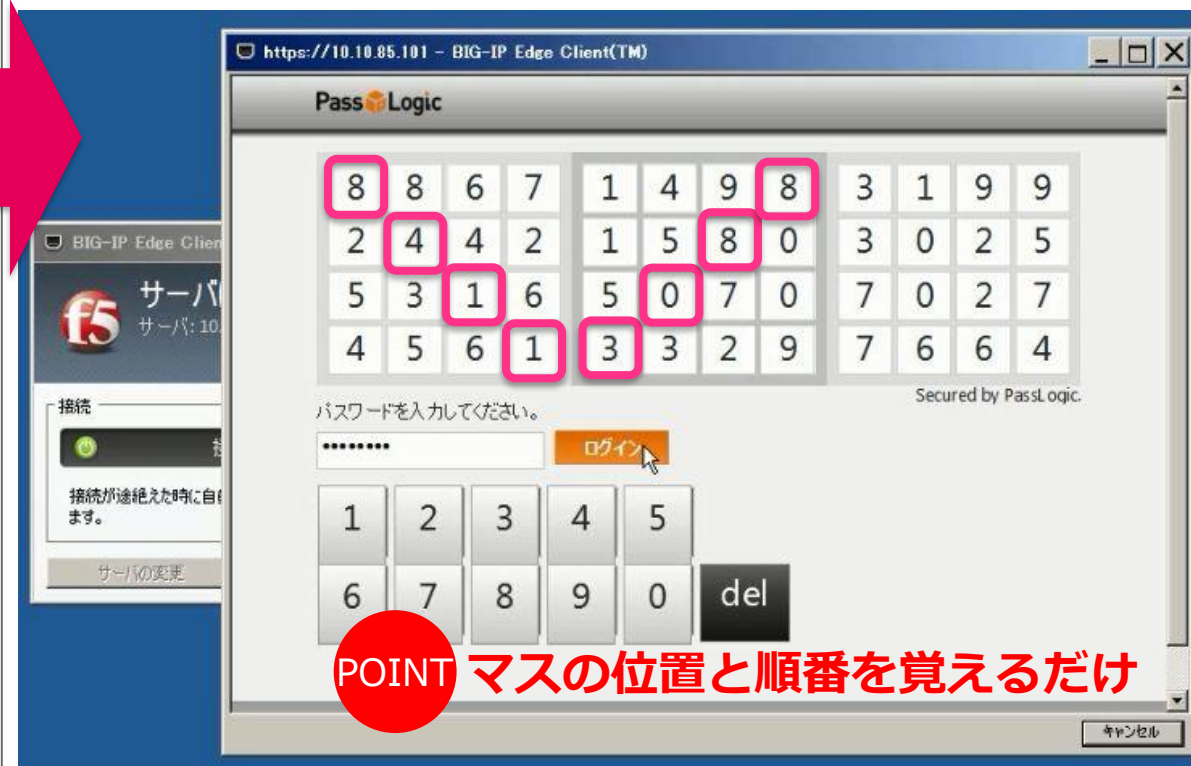 https://10.10.85.101 - BIG-IP Edge Client(TM)
PassLogic
8 8 6 7 1 4 9 8 3 1 9 9
2 4 4 2 1 5 8 0 3 0 2 5
5 3 1 6 5 0 7 0 7 0 2 7
4 5 6 1 3 3 2 9 7 6 6 4
Secured by PassLogic.
パスワードを入力してください。
••••••••
ログイン
1 2 3 4 5
6 7 8 9 0 del
POINT マスの位置と順番を覚えるだけ
キャンセル
BIG-IP Edge Clien
f5
サーバ
サーバ: 10.
接続
接続が途絶えた時に自
ます。
サーバの変更